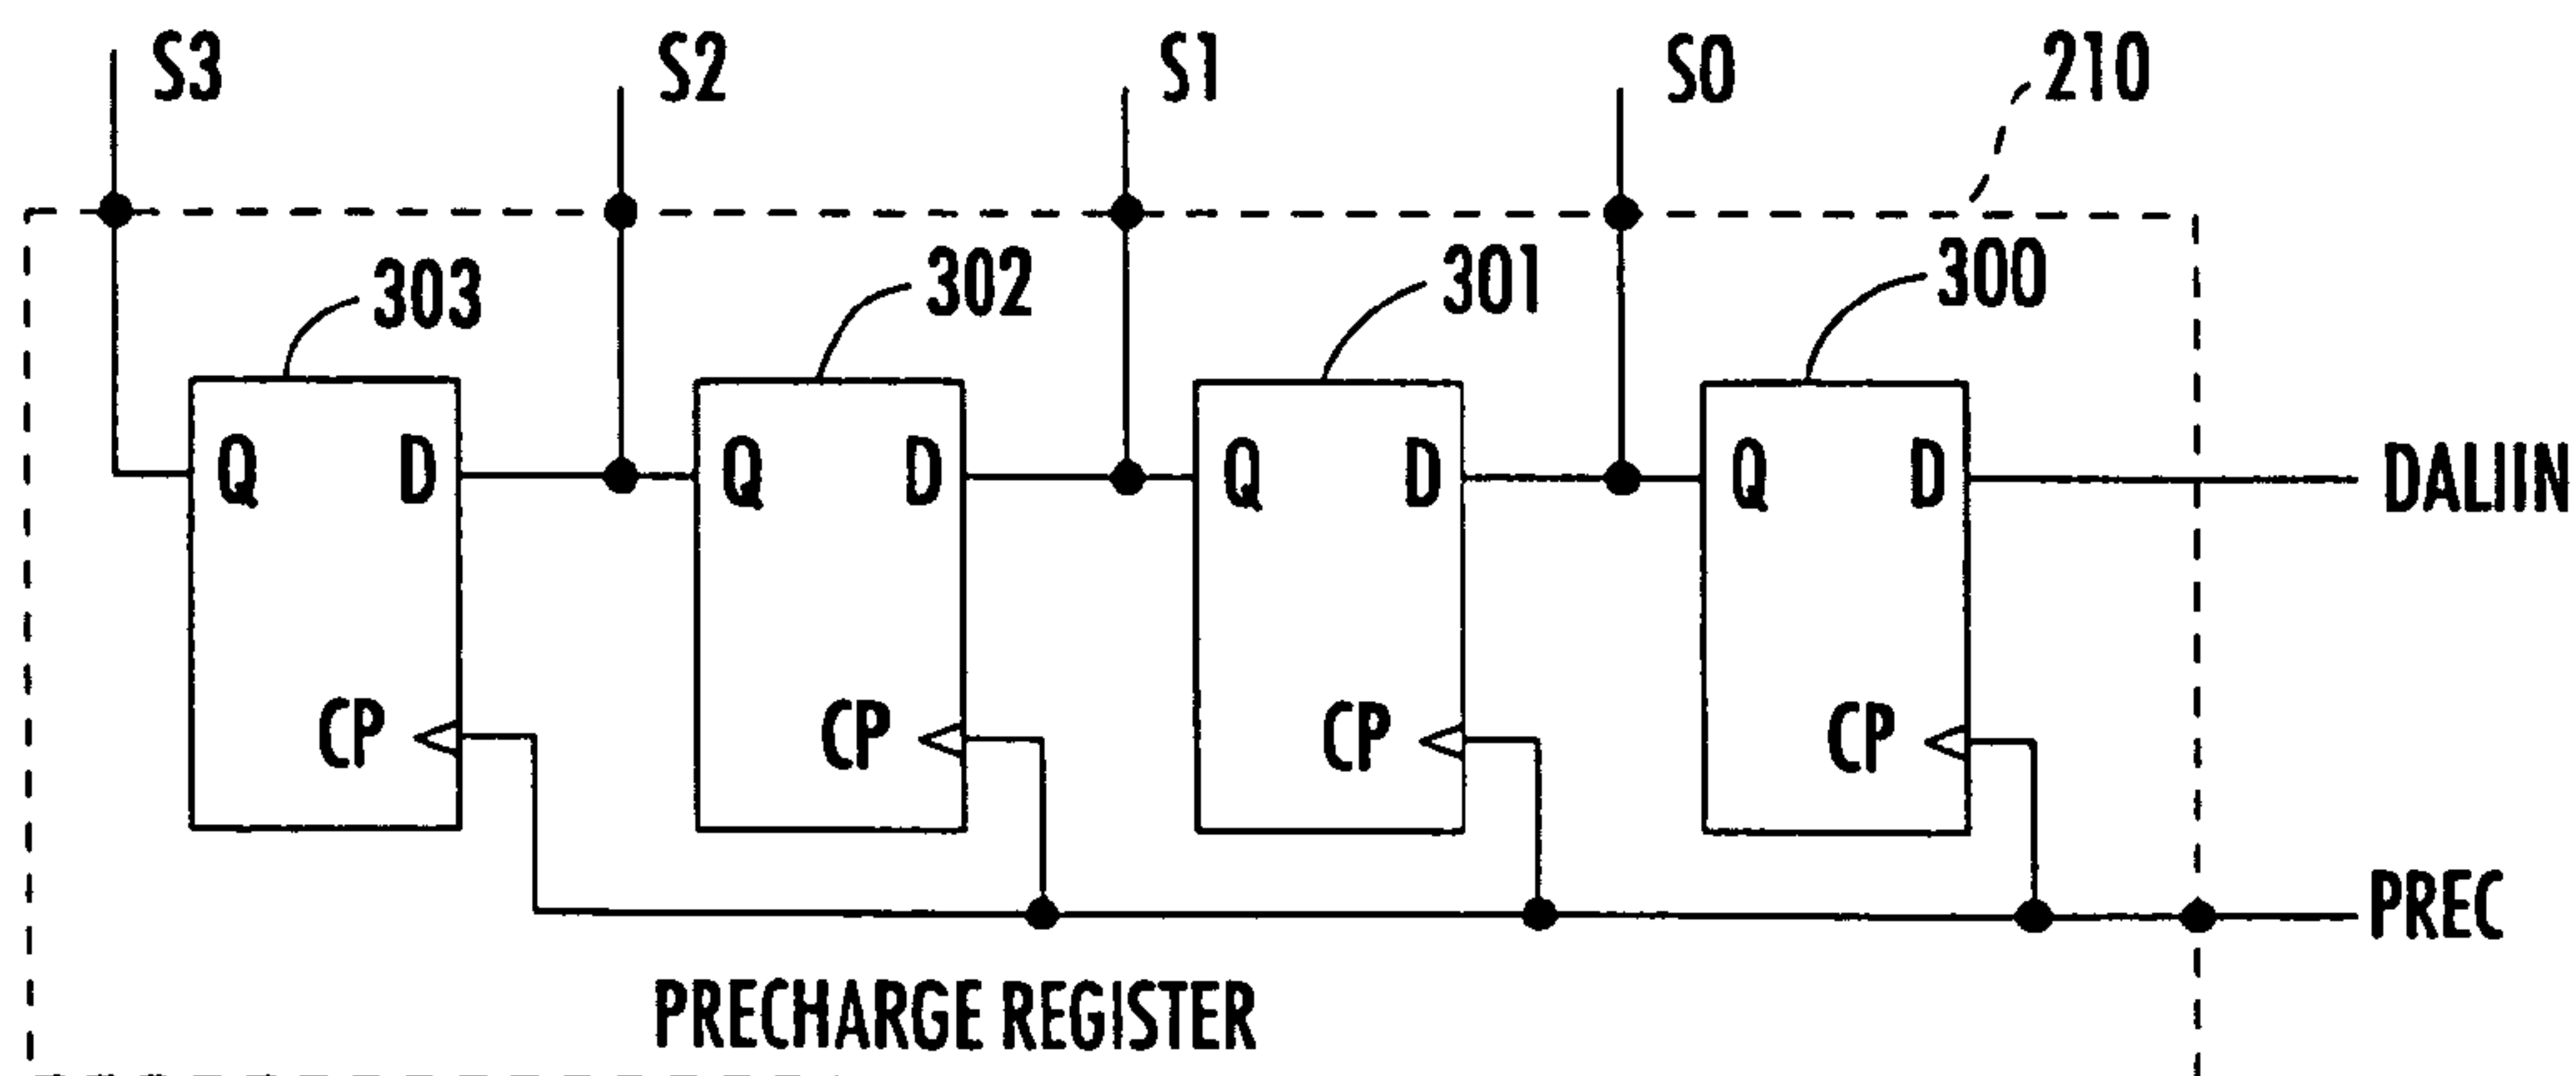 S3 S2 S1 S0 210
303 302 301 300
Q D Q D Q D Q D DALIIN
CP CP CP CP
PREC
PRECHARGE REGISTER